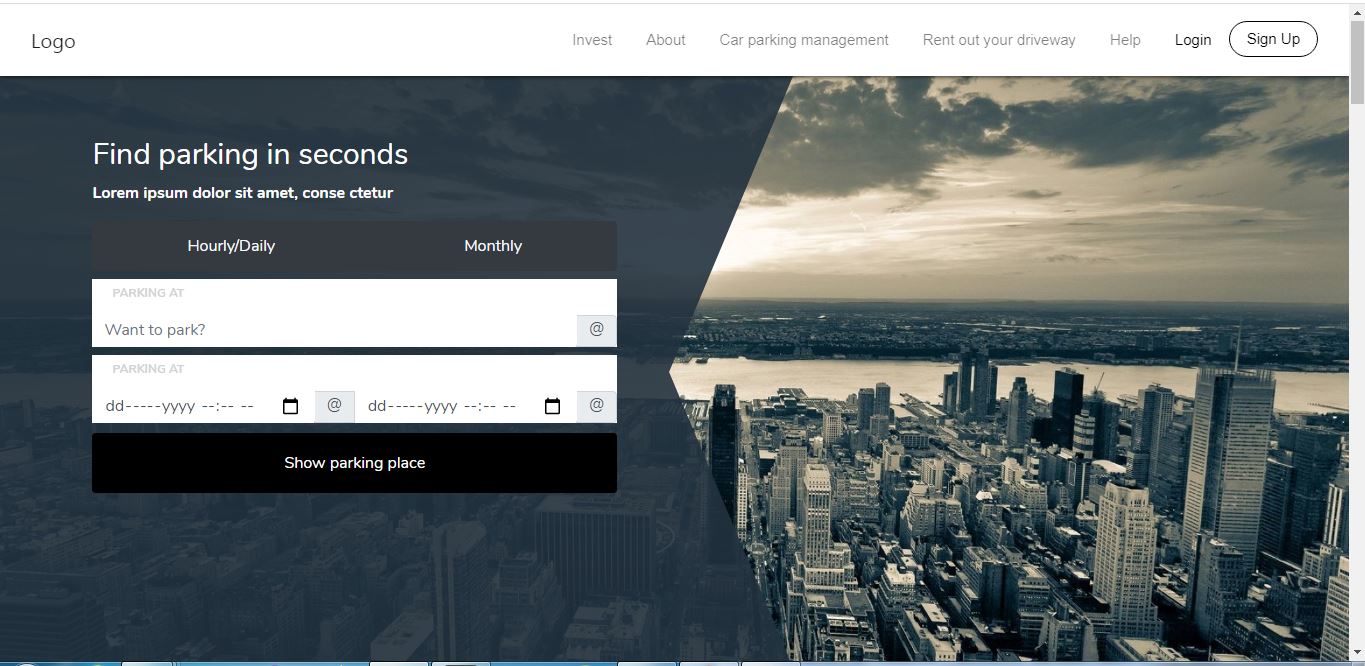 Logo
Invest About Car parking management Rent out your driveway Help Login Sign Up
Find parking in seconds
Lorem ipsum dolor sit amet, conse ctetur
Hourly/Daily Monthly
PARKING AT
Want to park? @
PARKING AT
dd-----yyyy --:-- -- @ dd-----yyyy --:-- -- @
Show parking place